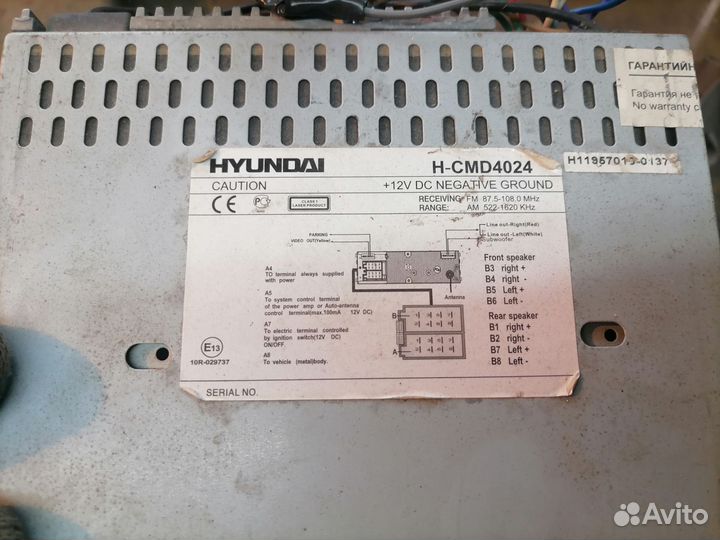 ГАРАНТИЙН
Гарантия не
No warranty
HYUNDAI
H-CMD4024
CAUTION
+12V DC NEGATIVE GROUND
CE
CLASS 1
LASER PRODUCT
RECEIVING: FM 87.5-108.0 MHz
RANGE: AM 522-1620 KHz
PARKING
VIDEO OUT(Yellow)
Line out-Right(Red)
Line out -Left(White)
Subwoofer
Antenna
A4
TO terminal always supplied
with power
A5
To system control terminal
of the power amp or Auto-antenna
control terminal(max,100mA 12V DC)
A7
To electric terminal controlled
by ignition switch(12V DC)
ON/OFF.
A8
To vehicle (metal)body.
B
A
Front speaker
B3 right +
B4 right -
B5 Left +
B6 Left -
Rear speaker
B1 right +
B2 right -
B7 Left +
B8 Left -
E13
10R-029737
SERIAL NO.
Avito